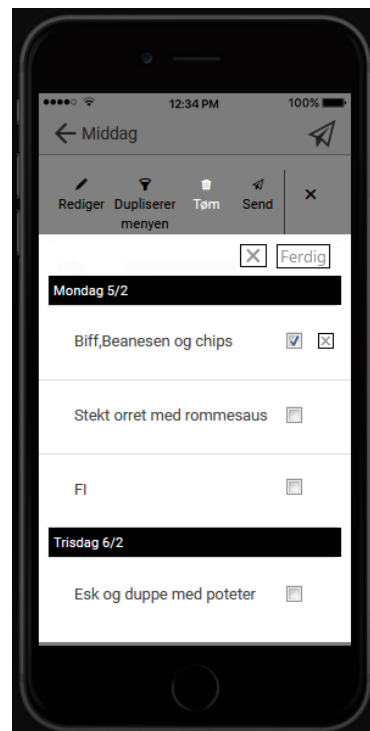 12:34 PM 100%
Middag
Rediger Dupliserer menyen Tøm Send
Ferdig
Mondag 5/2
Biff,Beanesen og chips
Stekt orret med rommesaus
FI
Trisdag 6/2
Esk og duppe med poteter